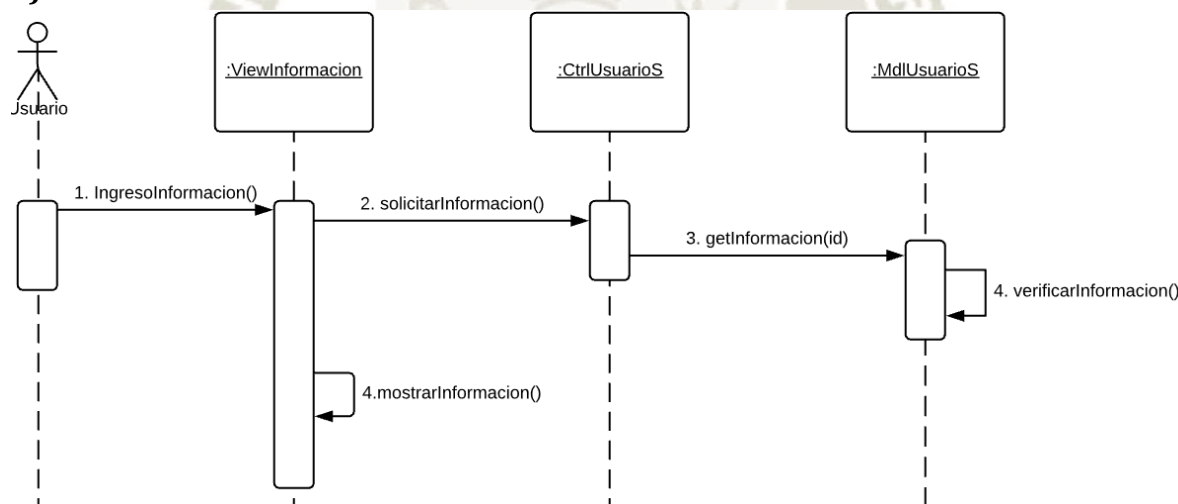 :ViewInformacion
:CtrlUsuarioS
:MdlUsuarioS
Usuario
1. IngresoInformacion()
2. solicitarInformacion()
3. getInformacion(id)
4. verificarInformacion()
4.mostrarInformacion()